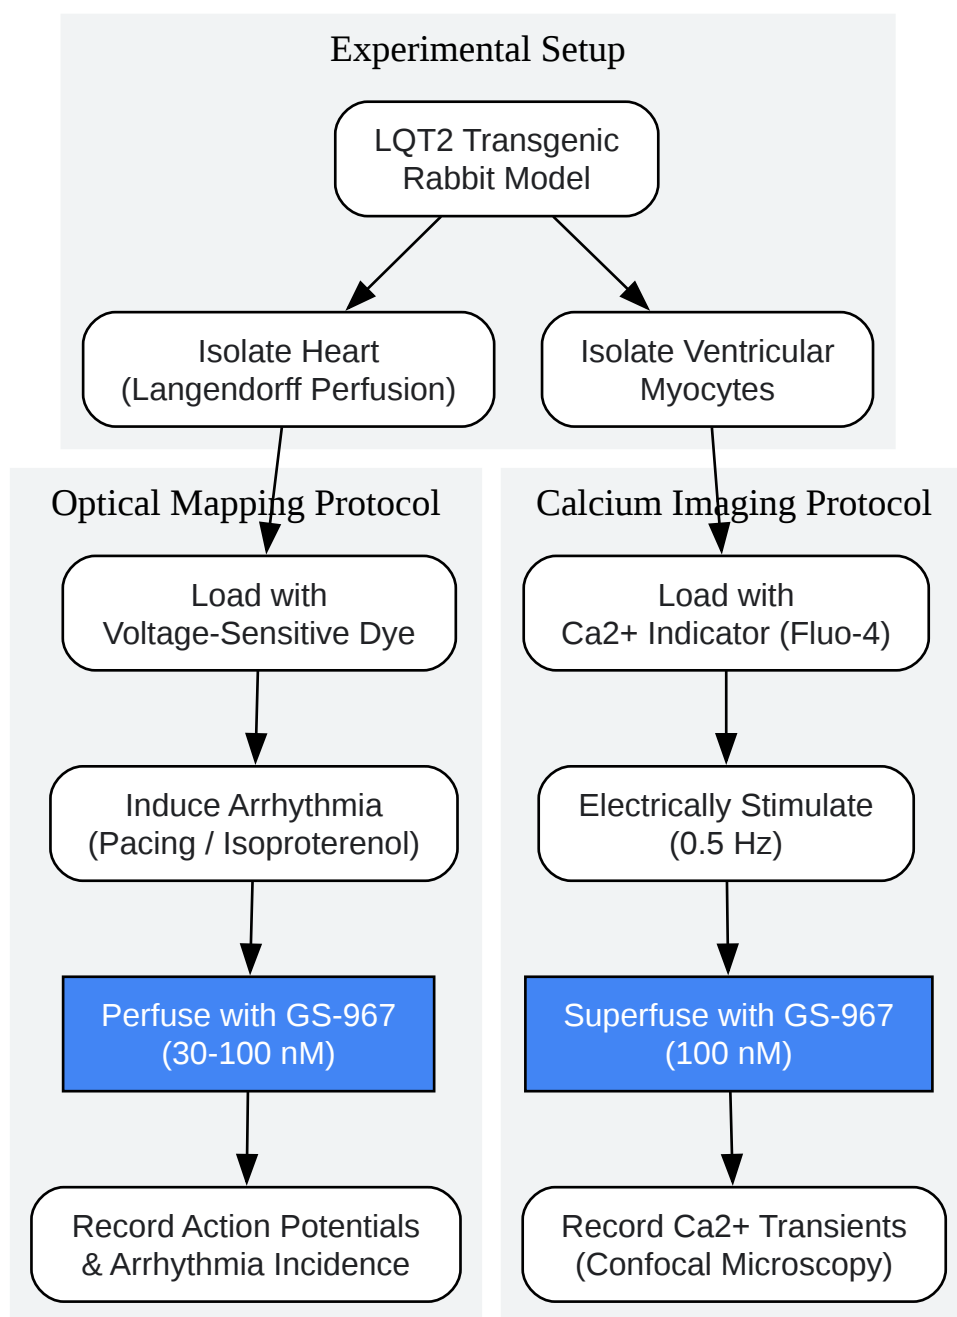 Experimental Setup
LQT2 Transgenic
Rabbit Model
Isolate Heart
(Langendorff Perfusion)
Isolate Ventricular
Myocytes
Optical Mapping Protocol
Load with
Voltage-Sensitive Dye
Induce Arrhythmia
(Pacing / Isoproterenol)
Perfuse with GS-967
(30-100 nM)
Record Action Potentials
& Arrhythmia Incidence
Calcium Imaging Protocol
Load with
Ca2+ Indicator (Fluo-4)
Electrically Stimulate
(0.5 Hz)
Superfuse with GS-967
(100 nM)
Record Ca2+ Transients
(Confocal Microscopy)